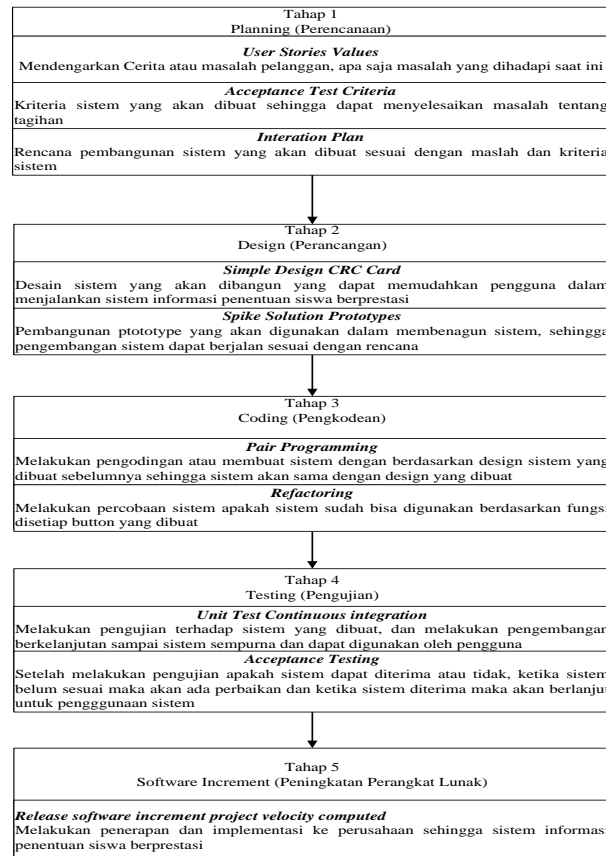 Tahap 1
Planning (Perencanaan)
User Stories Values
Mendengarkan Cerita atau masalah pelanggan, apa saja masalah yang dihadapi saat ini
Acceptance Test Criteria
Kriteria sistem yang akan dibuat sehingga dapat menyelesaikan masalah tentang
tagihan
Interation Plan
Rencana pembangunan sistem yang akan dibuat sesuai dengan maslah dan kriteria
sistem
Tahap 2
Design (Perancangan)
Simple Design CRC Card
Desain sistem yang akan dibangun yang dapat memudahkan pengguna dalam
menjalankan sistem informasi penentuan siswa berprestasi
Spike Solution Prototypes
Pembangunan ptototype yang akan digunakan dalam membenagun sistem, sehingga
pengembangan sistem dapat berjalan sesuai dengan rencana
Tahap 3
Coding (Pengkodean)
Pair Programming
Melakukan pengodingan atau membuat sistem dengan berdasarkan design sistem yang
dibuat sebelumnya sehingga sistem akan sama dengan design yang dibuat
Refactoring
Melakukan percobaan sistem apakah sistem sudah bisa digunakan berdasarkan fungsi
disetiap button yang dibuat
Tahap 4
Testing (Pengujian)
Unit Test Continuous integration
Melakukan pengujian terhadap sistem yang dibuat, dan melakukan pengembangan
berkelanjutan sampai sistem sempurna dan dapat digunakan oleh pengguna
Acceptance Testing
Setelah melakukan pengujian apakah sistem dapat diterima atau tidak, ketika sistem
belum sesuai maka akan ada perbaikan dan ketika sistem diterima maka akan berlanjut
untuk pengggunaan sistem
Tahap 5
Software Increment (Peningkatan Perangkat Lunak)
Release software increment project velocity computed
Melakukan penerapan dan implementasi ke perusahaan sehingga sistem informasi
penentuan siswa berprestasi